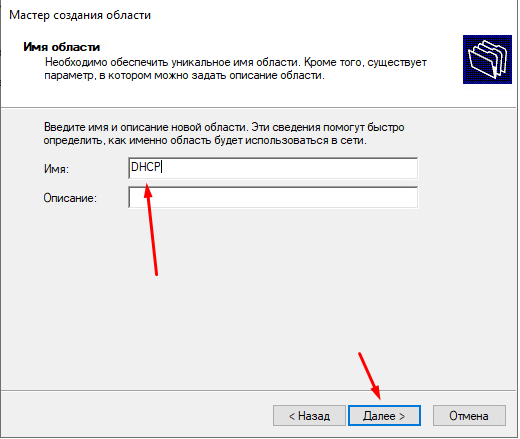 Мастер создания области
Имя области
Необходимо обеспечить уникальное имя области. Кроме того, существует
параметр, в котором можно задать описание области.
Введите имя и описание новой области. Эти сведения помогут быстро
определить, как именно область будет использоваться в сети.
Имя: DHCP
Описание:
< Назад Далее > Отмена